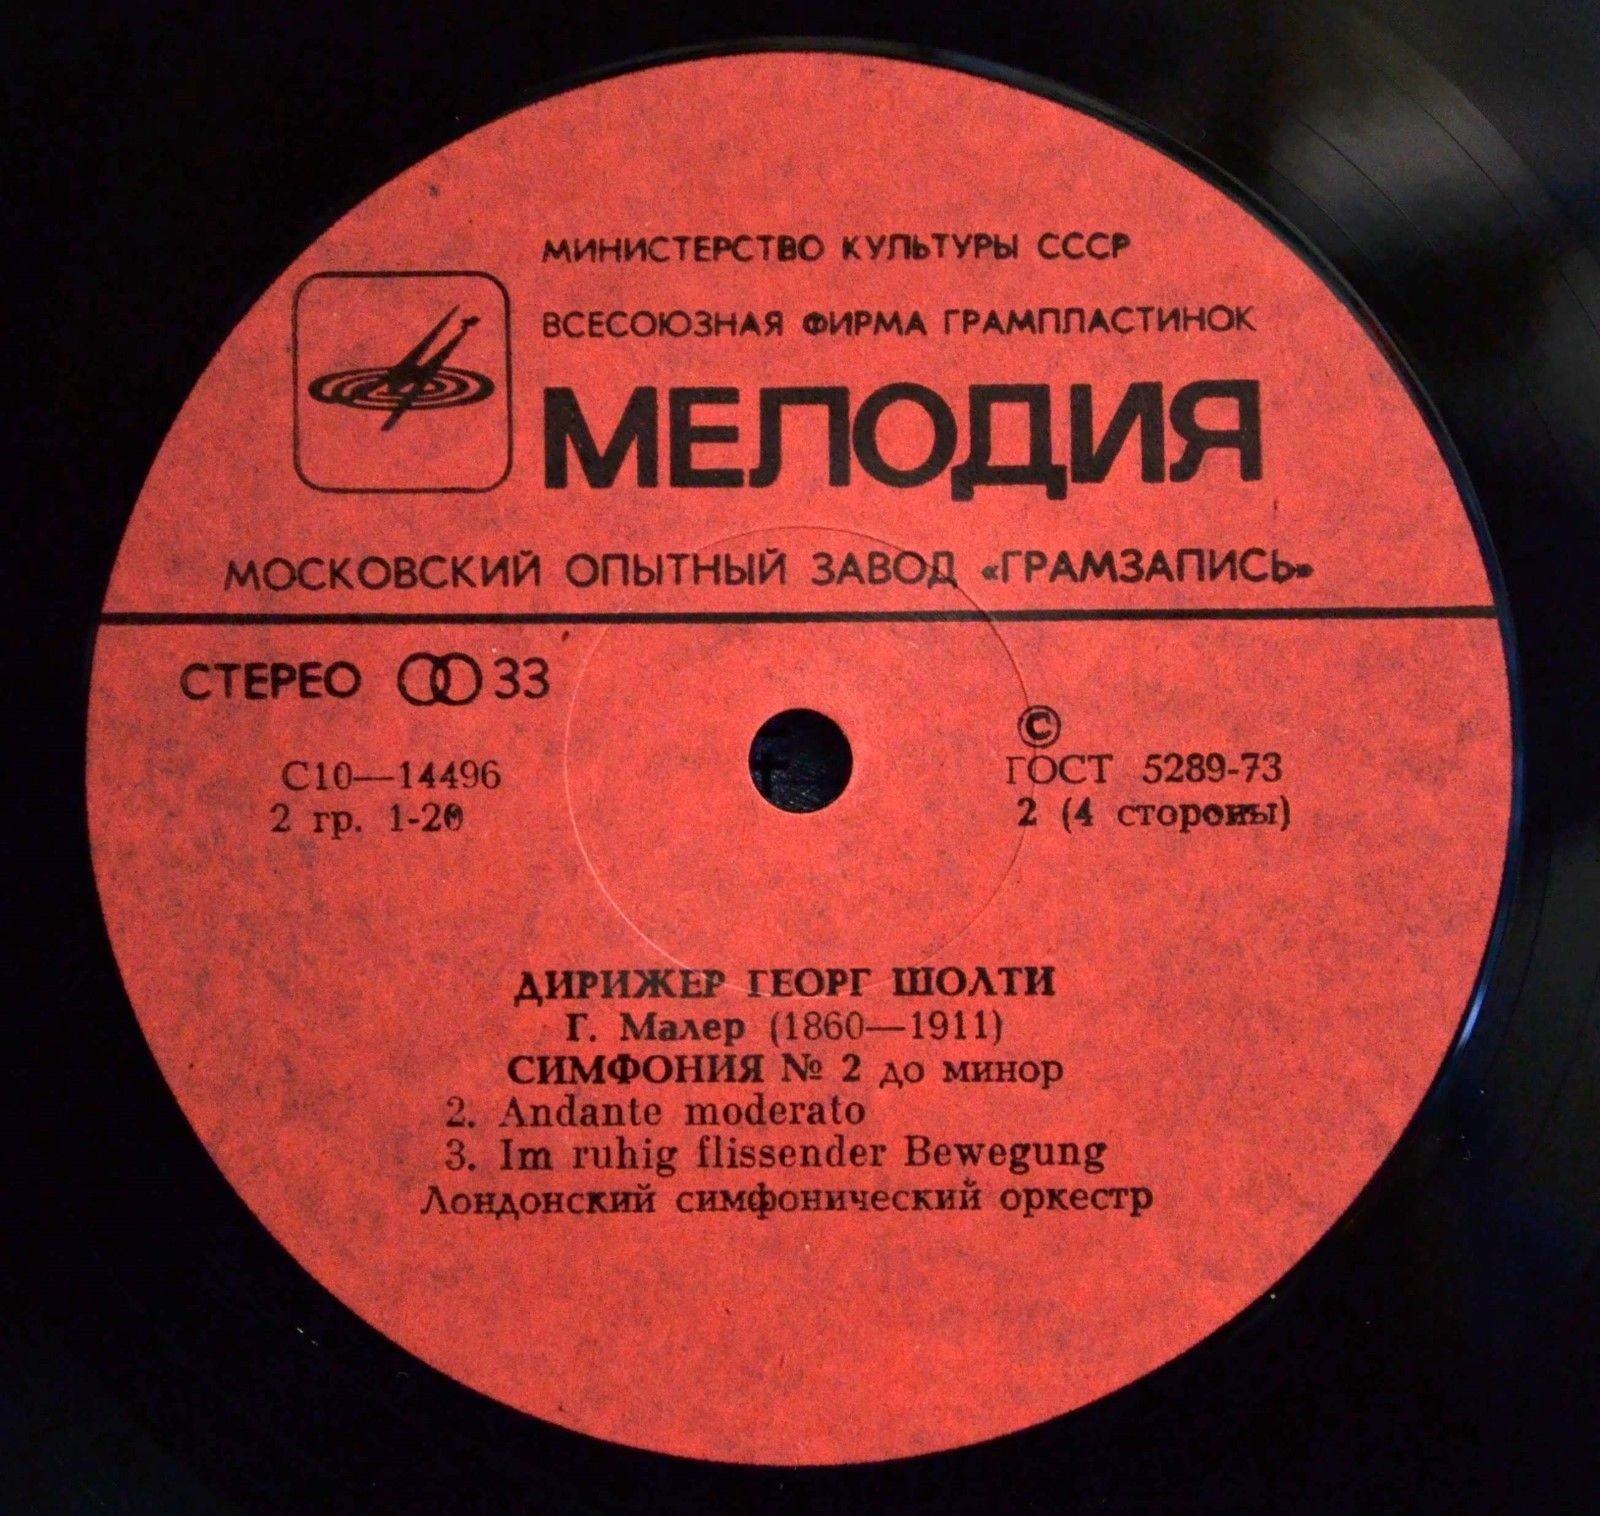 МИНИСТЕРСТВО КУЛЬТУРЫ СССР
ВСЕСОЮЗНАЯ ФИРМА ГРАМПЛАСТИНОК
МЕЛОДИЯ
МОСКОВСКИЙ ОПЫТНЫЙ ЗАВОД «ГРАМЗАПИСЬ»
СТЕРЕО 33
С10—14496
2 гр. 1-20
©
ГОСТ 5289-73
2 (4 стороны)
ДИРИЖЕР ГЕОРГ ШОЛТИ
Г. Малер (1860—1911)
СИМФОНИЯ № 2 до минор
2. Andante moderato
3. Im ruhig flissender Bewegung
Лондонский симфонический оркестр